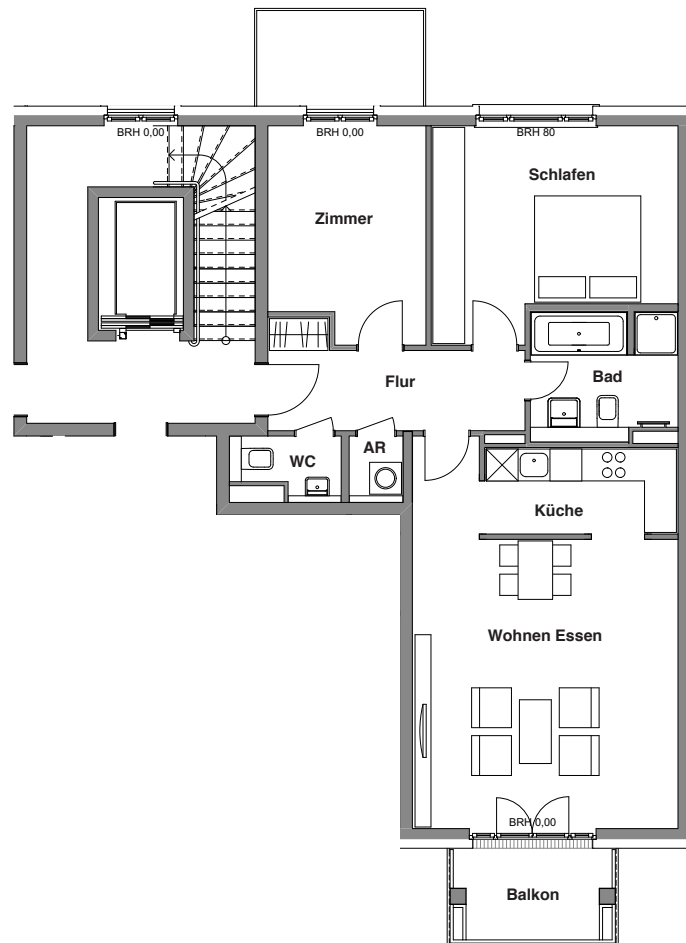 BRH 0,00
BRH 0,00
BRH 80
Schlafen
Zimmer
Flur
Bad
WC
AR
Küche
Wohnen Essen
BRH 0,00
Balkon